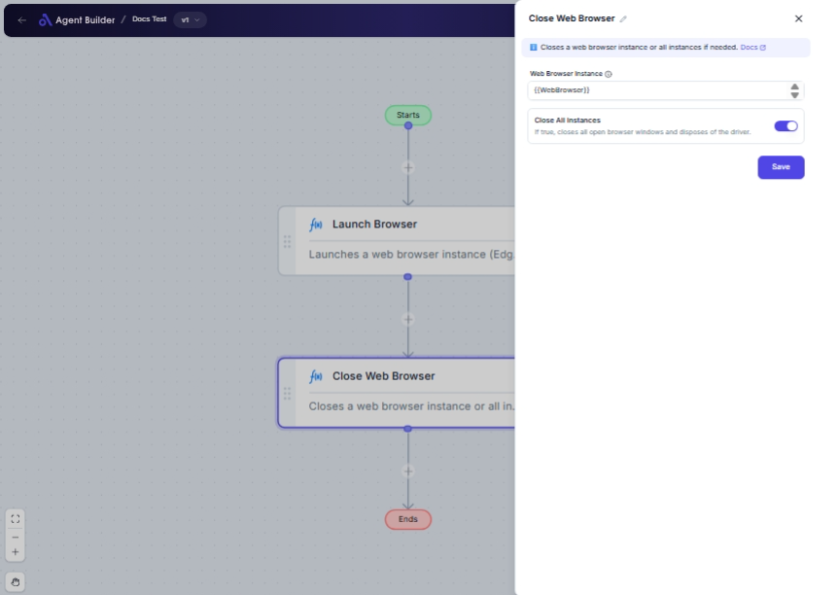 Agent Builder / Docs Test v1
Starts
Launch Browser
Launches a web browser instance (Edg...
Close Web Browser
Closes a web browser instance or all in...
Ends
Close Web Browser
Closes a web browser instance or all instances if needed. Docs
Web Browser Instance
{{WebBrowser}}
Close All Instances
If true, closes all open browser windows and disposes of the driver.
Save